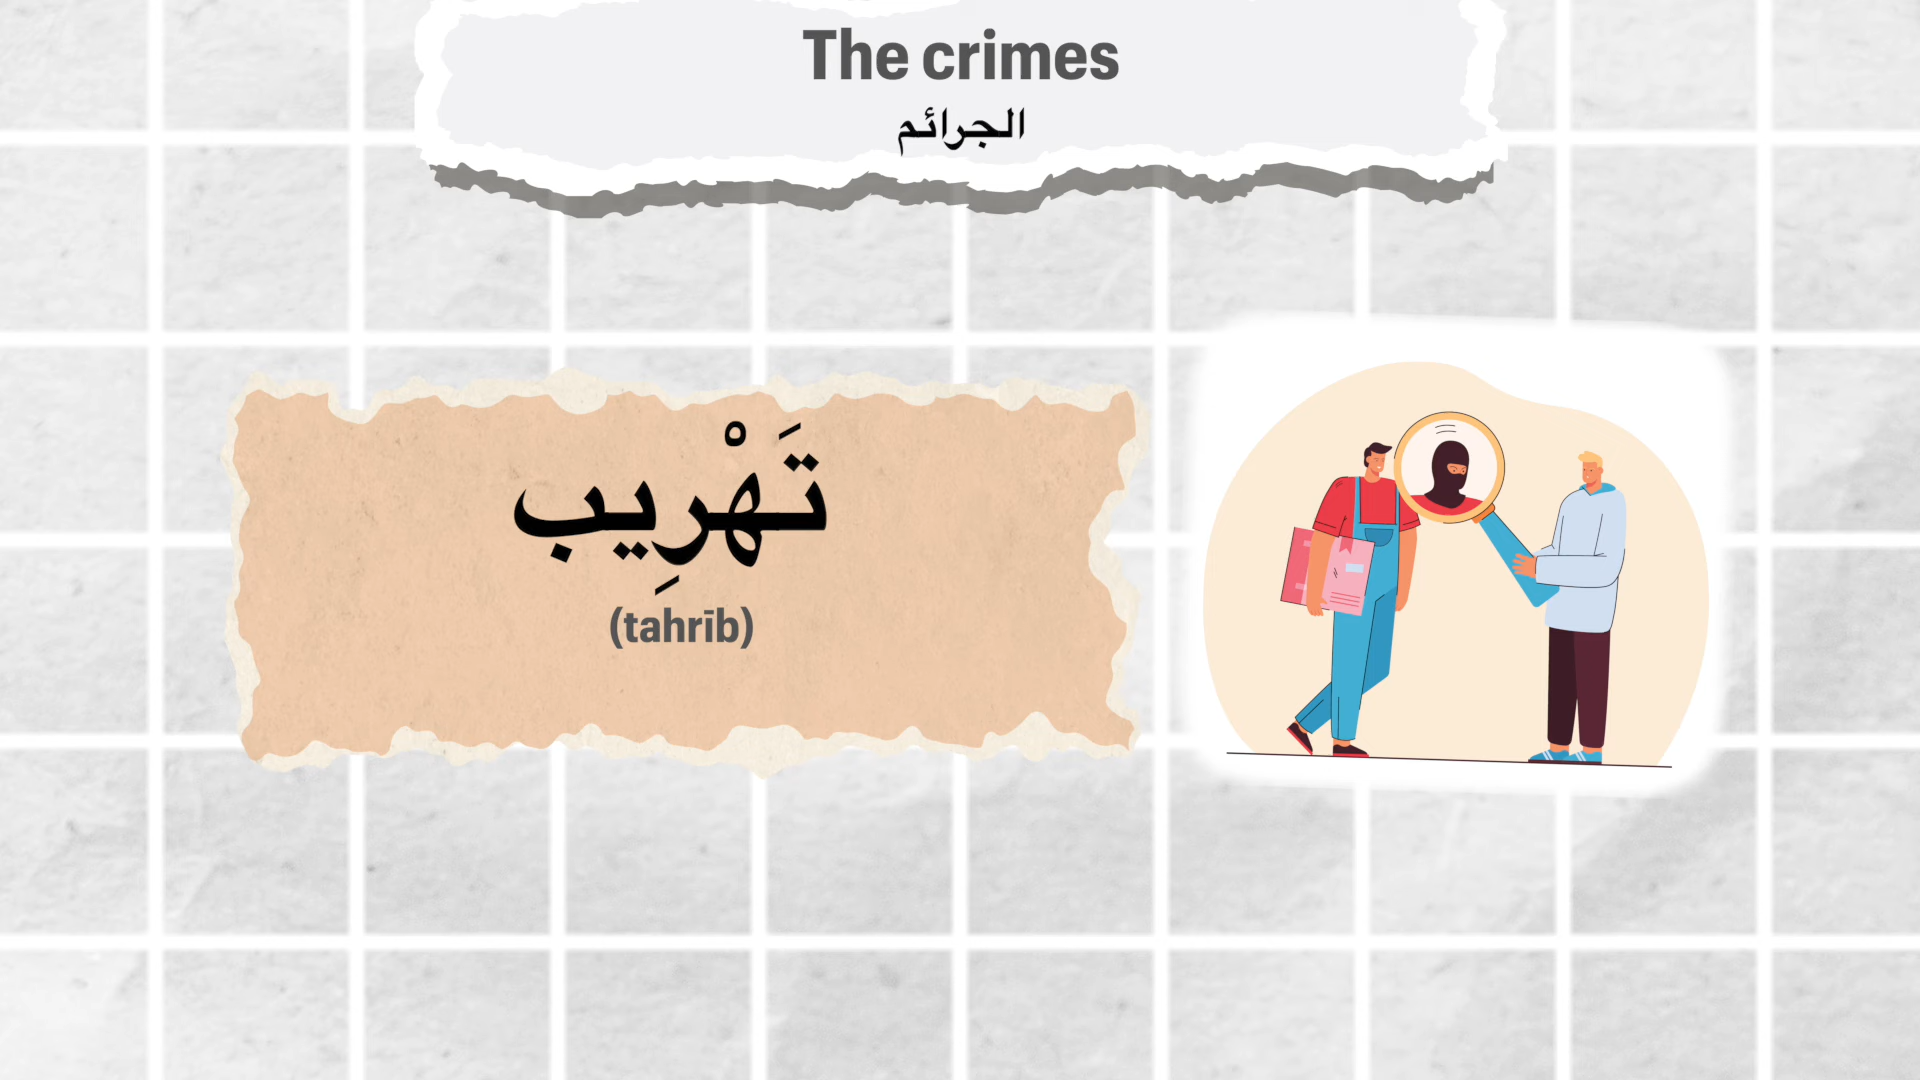 The crimes
الجرائم
تَهْرِيب
(tahrīb)